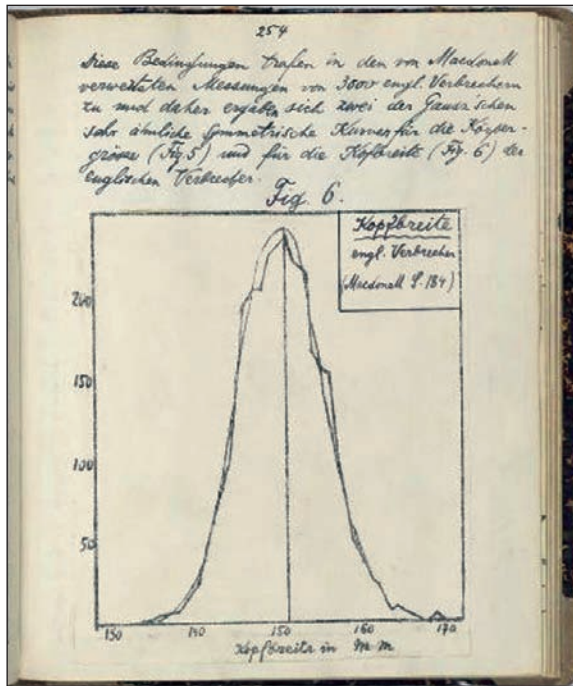 254
Diese Bedingungen trafen in den von Macdonell
verwerteten Messungen von 3000 engl. Verbrechern
zu und daher ergaben sich zwei der Gauss'schen
sehr ähnliche symmetrische Kurven für die Körper-
grösse (Fig. 5) und für die Kopfbreite (Fig. 6) der
englischen Verbrecher.
Fig. 6.
Kopfbreite
engl. Verbrecher
(Macdonell S. 184)
200
150
100
50
130 140 150 160 170
Kopfbreite in mm